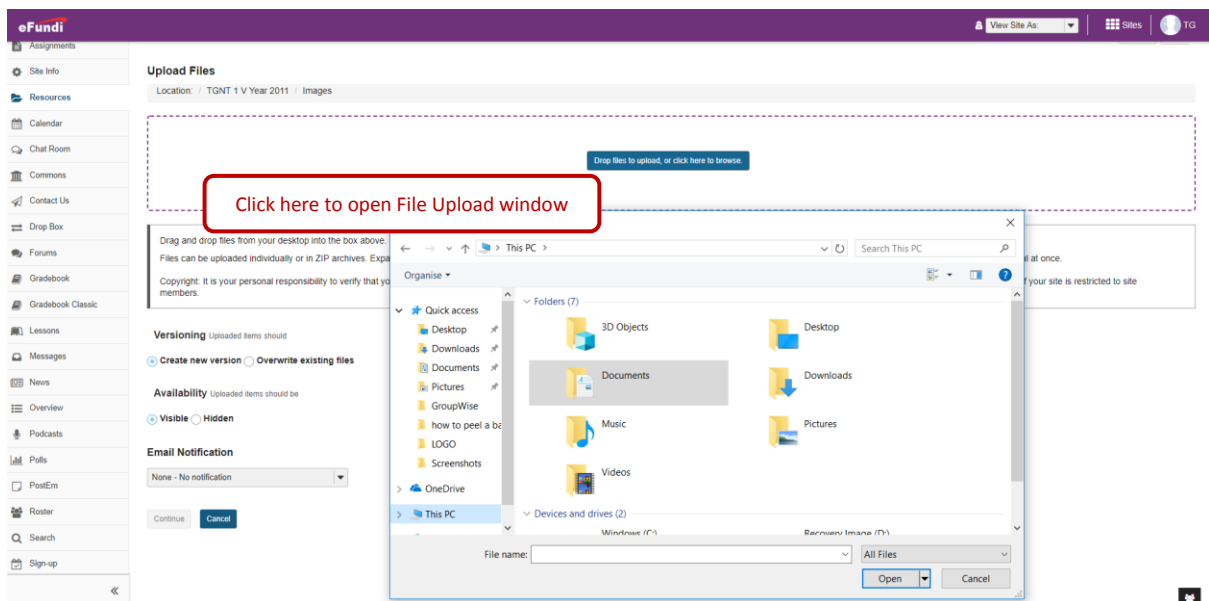 eFundi
View Site As:
Sites
TG
Assignments
Site Info
Resources
Calendar
Chat Room
Commons
Contact Us
Drop Box
Forums
Gradebook
Gradebook Classic
Lessons
Messages
News
Overview
Podcasts
Polls
PostEm
Roster
Search
Sign-up
Upload Files
Location: / TGNT 1 V Year 2011 / Images
Drop files to upload, or click here to browse.
Click here to open File Upload window
Drag and drop files from your desktop into the box above.
Files can be uploaded individually or in ZIP archives. Expa
l at once.
Copyright: It is your personal responsibility to verify that yo
f your site is restricted to site
members.
Versioning Uploaded items should
Create new version Overwrite existing files
Availability Uploaded items should be
Visible Hidden
Email Notification
None - No notification
Continue Cancel
This PC
Search This PC
Organise
Quick access
Desktop
Downloads
Documents
Pictures
GroupWise
how to peel a ba
LOGO
Screenshots
OneDrive
This PC
Folders (7)
3D Objects
Desktop
Documents
Downloads
Music
Pictures
Videos
Devices and drives (2)
Windows (C:)
Recovery Image (D:)
File name:
All Files
Open
Cancel